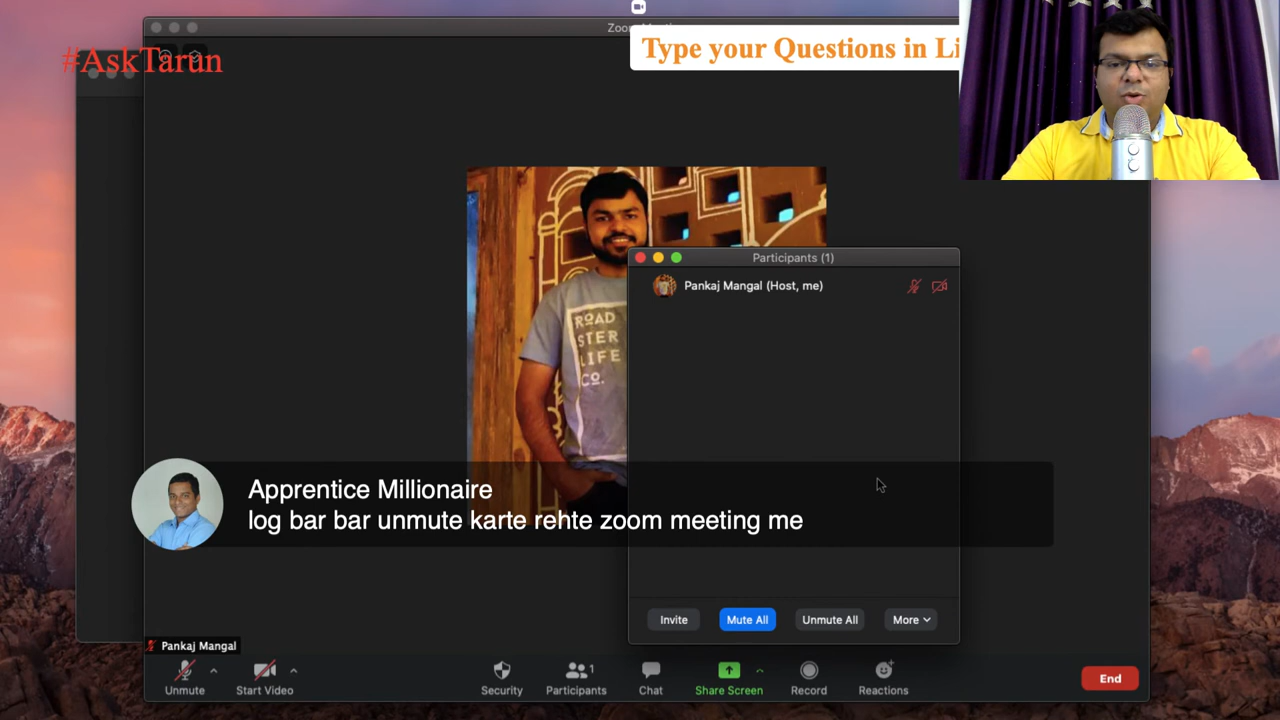 Type your Questions in Li
#AskTarun
ROAD
STER
LIFE
CO.
Participants (1)
Pankaj Mangal (Host, me)
Apprentice Millionaire
log bar bar unmute karte rehte zoom meeting me
Invite
Mute All
Unmute All
More
Pankaj Mangal
Unmute
Start Video
Security
Participants
1
Chat
Share Screen
Record
Reactions
End